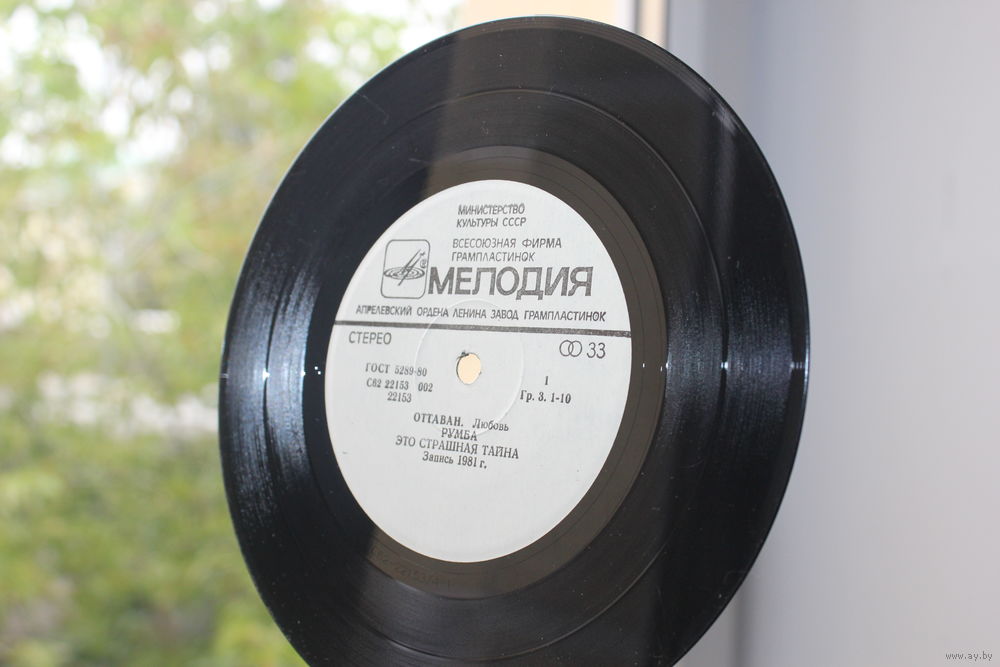 МИНИСТЕРСТВО
КУЛЬТУРЫ СССР
ВСЕСОЮЗНАЯ ФИРМА
ГРАМПЛАСТИНОК
МЕЛОДИЯ
АПРЕЛЕВСКИЙ ОРДЕНА ЛЕНИНА ЗАВОД ГРАМПЛАСТИНОК
СТЕРЕО
33
ГОСТ 5289-80
С62 22153 002
22153
1
Гр. 3. 1-10
ОТТАВАН. Любовь
РУМБА
ЭТО СТРАШНАЯ ТАЙНА
Запись 1981 г.
www.ay.by